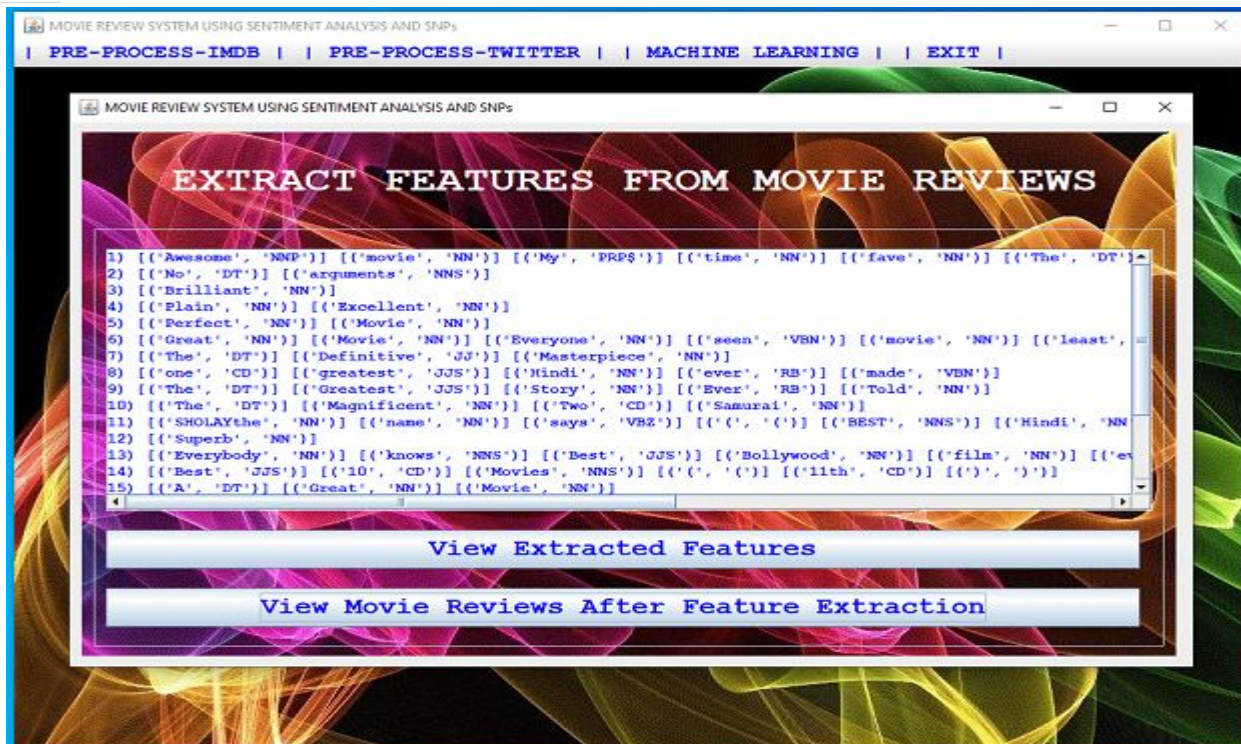 MOVIE REVIEW SYSTEM USING SENTIMENT ANALYSIS AND SNPs
| PRE-PROCESS-IMDB | | PRE-PROCESS-TWITTER | | MACHINE LEARNING | | EXIT |
MOVIE REVIEW SYSTEM USING SENTIMENT ANALYSIS AND SNPs
EXTRACT FEATURES FROM MOVIE REVIEWS
1) [('Awesome', 'NNP')] [('movie', 'NN')] [('My', 'PRP$')] [('time', 'NN')] [('fave', 'NN')] [('The', 'DT')]
2) [('No', 'DT')] [('arguments', 'NNS')]
3) [('Brilliant', 'NN')]
4) [('Plain', 'NN')] [('Excellent', 'NN')]
5) [('Perfect', 'NN')] [('Movie', 'NN')]
6) [('Great', 'NN')] [('Movie', 'NN')] [('Everyone', 'NN')] [('seen', 'VBN')] [('movie', 'NN')] [('least',
7) [('The', 'DT')] [('Definitive', 'JJ')] [('Masterpiece', 'NN')]
8) [('one', 'CD')] [('greatest', 'JJS')] [('Hindi', 'NN')] [('ever', 'RB')] [('made', 'VBN')]
9) [('The', 'DT')] [('Greatest', 'JJS')] [('Story', 'NN')] [('Ever', 'RB')] [('Told', 'NN')]
10) [('The', 'DT')] [('Magnificent', 'NN')] [('Two', 'CD')] [('Samurai', 'NN')]
11) [('SHOLAYthe', 'NN')] [('name', 'NN')] [('says', 'VBZ')] [('(', '(')] [('BEST', 'NNS')] [('Hindi', 'NN
12) [('Superb', 'NN')]
13) [('Everybody', 'NN')] [('knows', 'NNS')] [('Best', 'JJS')] [('Bollywood', 'NN')] [('film', 'NN')] [('ev
14) [('Best', 'JJS')] [('10', 'CD')] [('Movies', 'NNS')] [('(', '(')] [('11th', 'CD')] [(')', ')')]
15) [('A', 'DT')] [('Great', 'NN')] [('Movie', 'NN')]
View Extracted Features
View Movie Reviews After Feature Extraction